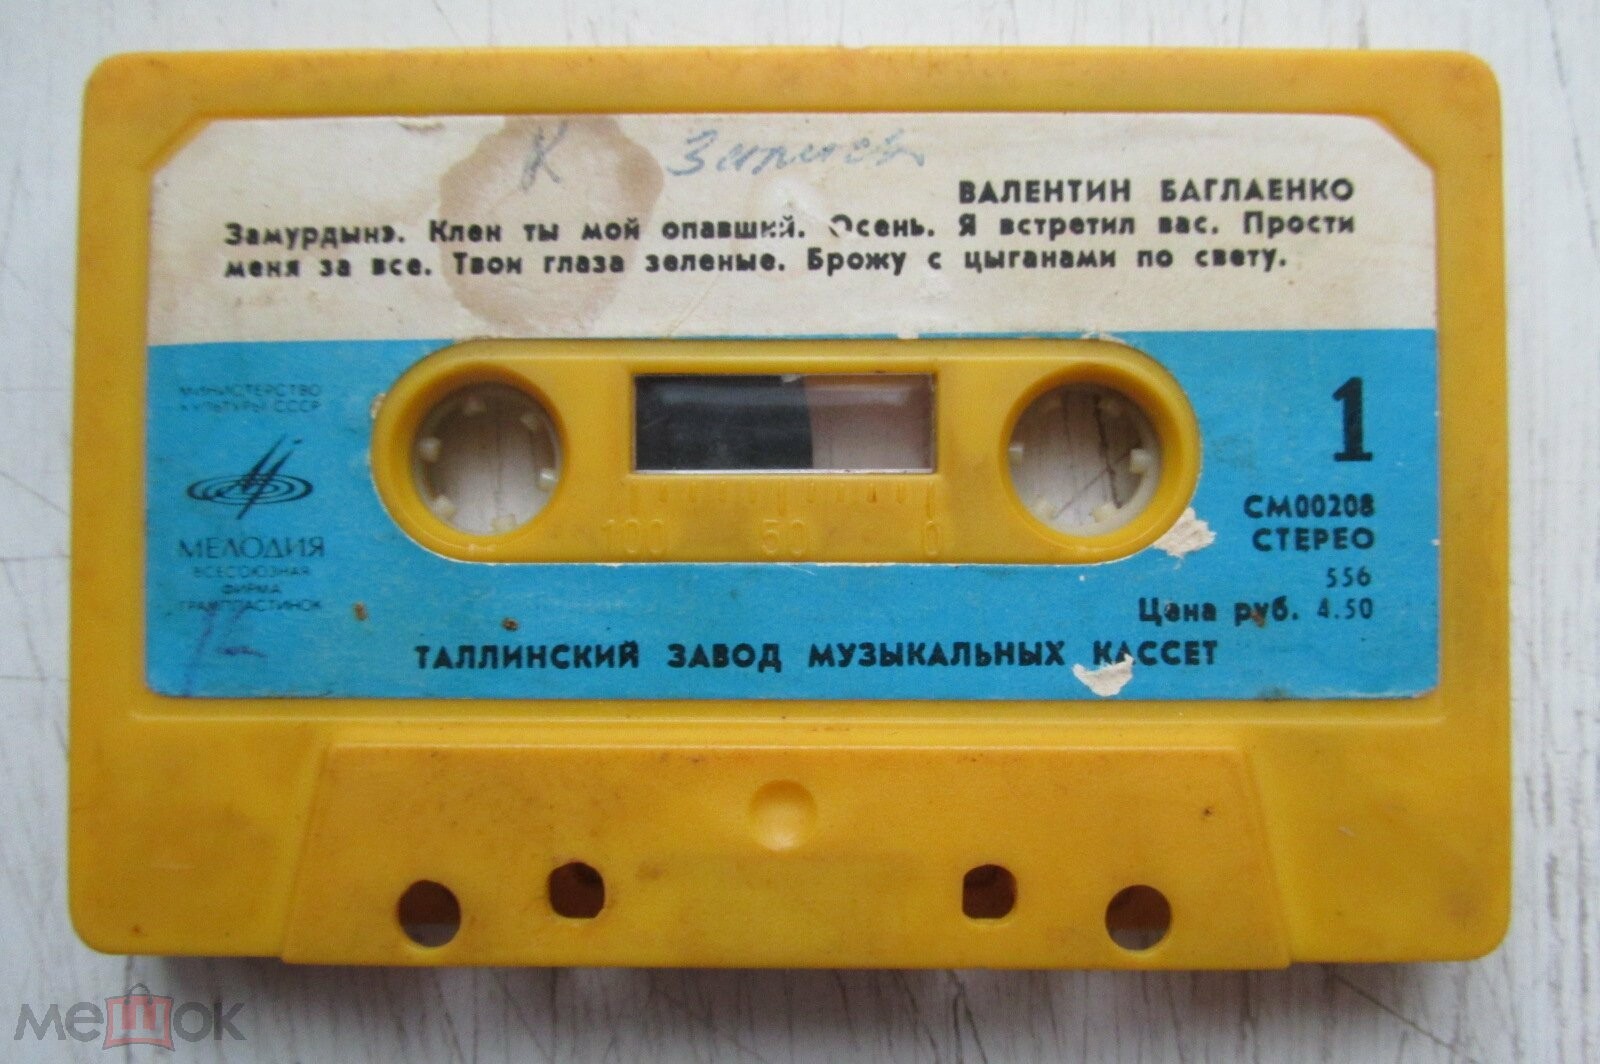 К Запись
ВАЛЕНТИН БАГЛАЕНКО
Замурдынэ. Клен ты мой опавший. Осень. Я встретил вас. Прости
меня за все. Твои глаза зеленые. Брожу с цыганами по свету.
МИНИСТЕРСТВО
КУЛЬТУРЫ СССР
1
СМ00208
СТЕРЕО
МЕЛОДИЯ
ВСЕСОЮЗНАЯ
ФИРМА
ГРАМПЛАСТИНОК
556
Цена руб. 4.50
100 50 0
ТАЛЛИНСКИЙ ЗАВОД МУЗЫКАЛЬНЫХ КАССЕТ
мешок